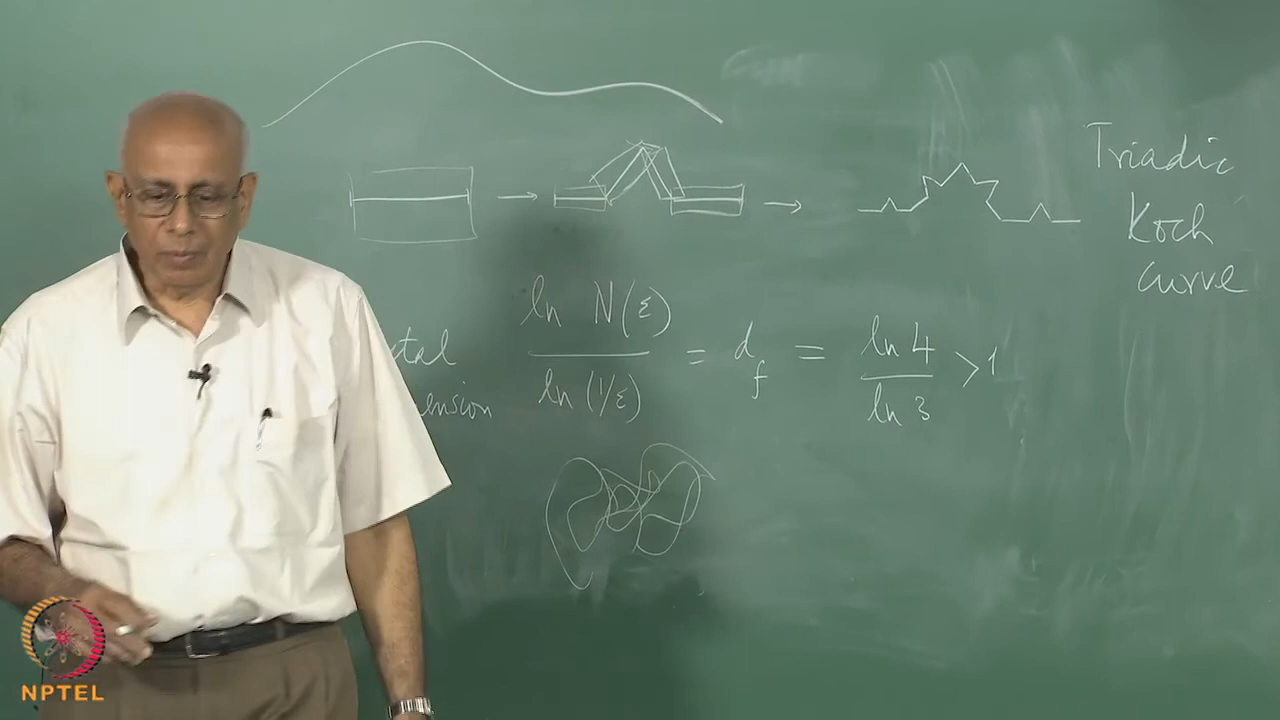 Triadic
Koch
curve
ln N(ε) / ln (1/ε) = d_f = ln 4 / ln 3 > 1
NPTEL